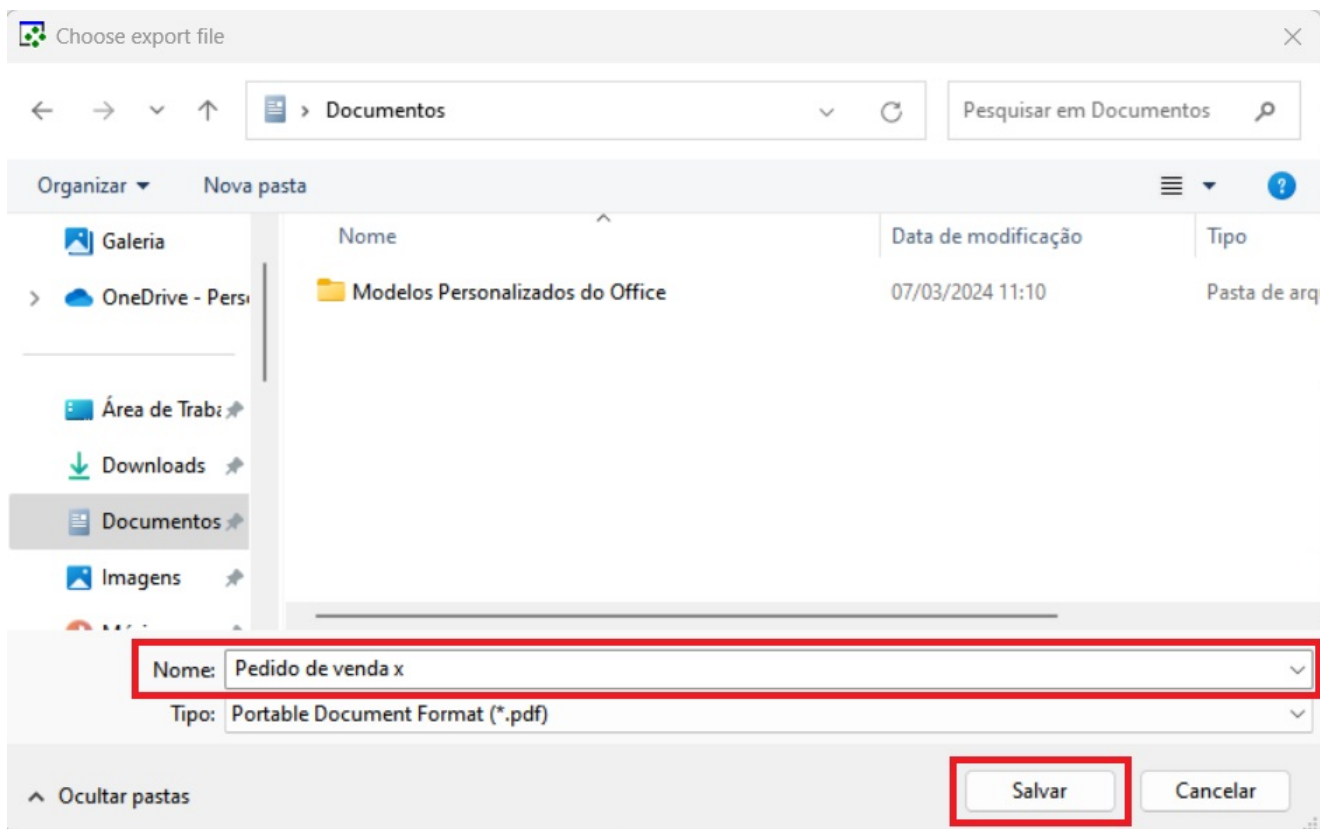 Choose export file
Documentos
Pesquisar em Documentos
Organizar
Nova pasta
Nome
Data de modificação
Tipo
Galeria
OneDrive - Pers
Modelos Personalizados do Office
07/03/2024 11:10
Pasta de arq
Área de Traba
Downloads
Documentos
Imagens
Nome: Pedido de venda x
Tipo: Portable Document Format (*.pdf)
Ocultar pastas
Salvar
Cancelar